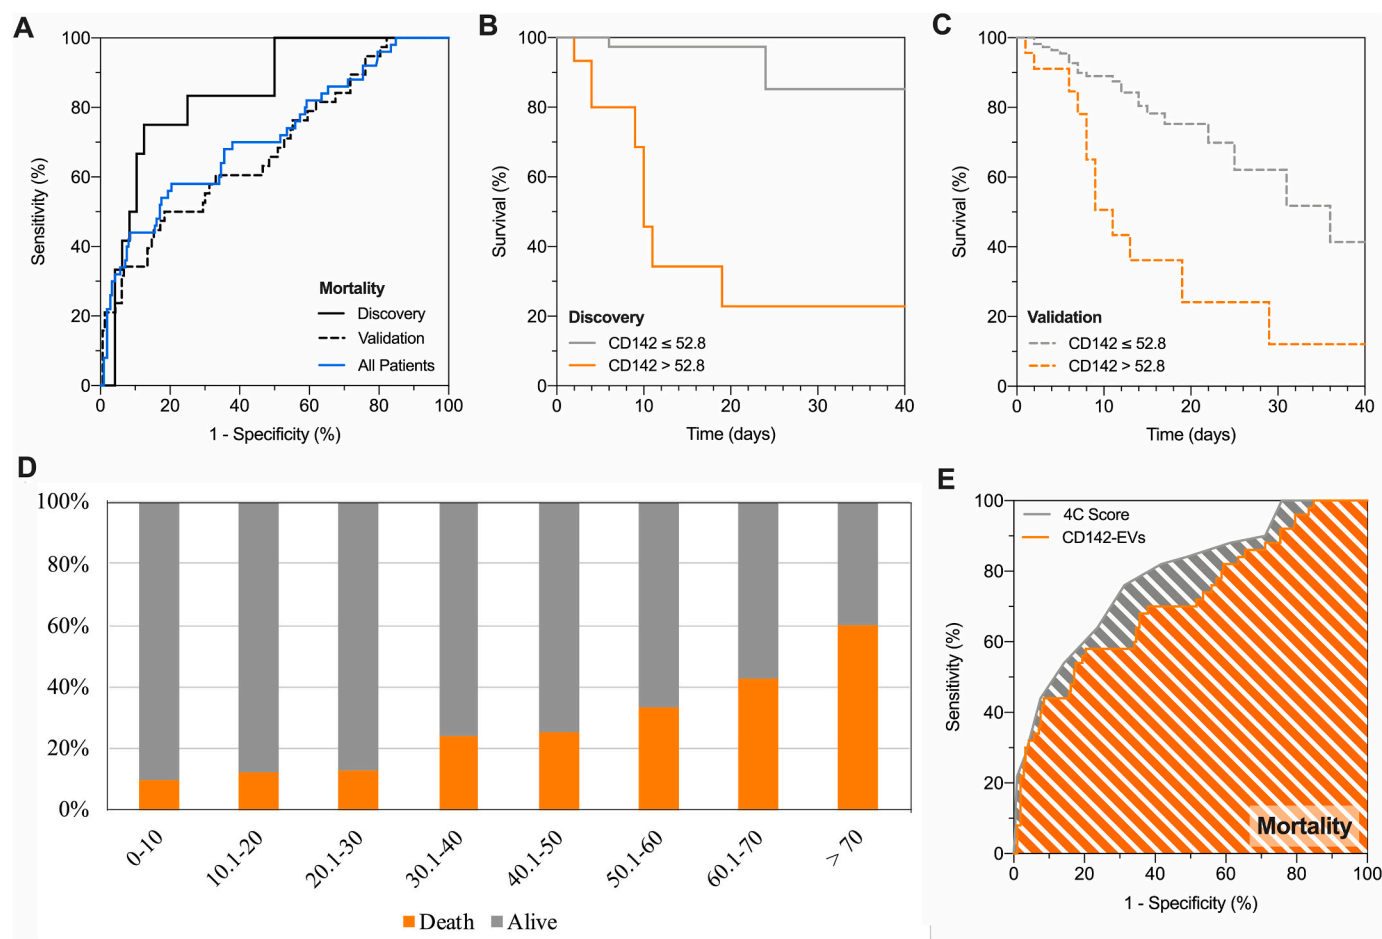 A
100
80
60
40
20
0
Sensitivity (%)
Mortality
Discovery
Validation
All Patients
0 20 40 60 80 100
1 - Specificity (%)
B
100
80
60
40
20
0
Survival (%)
Discovery
CD142 ≤ 52.8
CD142 > 52.8
0 10 20 30 40
Time (days)
C
100
80
60
40
20
0
Survival (%)
Validation
CD142 ≤ 52.8
CD142 > 52.8
0 10 20 30 40
Time (days)
D
100%
80%
60%
40%
20%
0%
0-10 10.1-20 20.1-30 30.1-40 40.1-50 50.1-60 60.1-70 > 70
Death Alive
E
100
80
60
40
20
0
Sensitivity (%)
4C Score
CD142-EVs
Mortality
0 20 40 60 80 100
1 - Specificity (%)